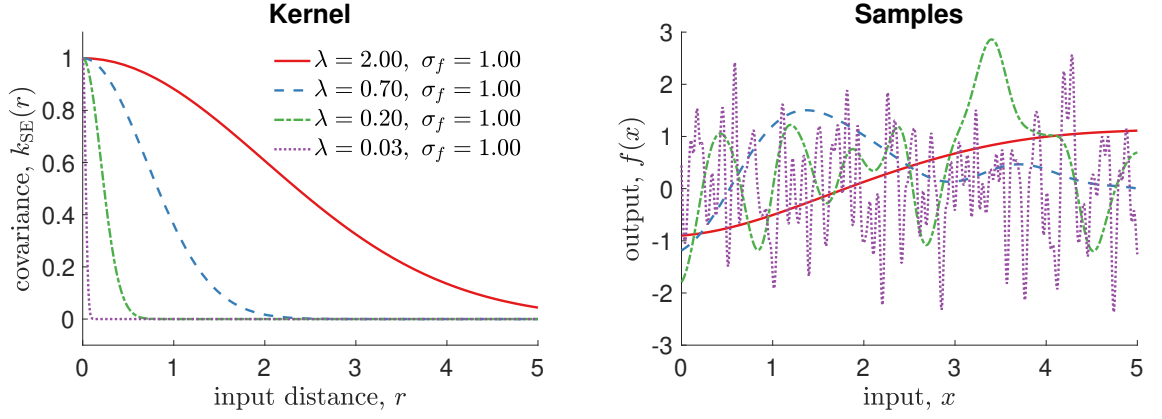 Kernel
covariance, k_SE(r)
1
0.8
0.6
0.4
0.2
0
λ = 2.00, σ_f = 1.00
λ = 0.70, σ_f = 1.00
λ = 0.20, σ_f = 1.00
λ = 0.03, σ_f = 1.00
0 1 2 3 4 5
input distance, r
Samples
output, f(x)
3
2
1
0
-1
-2
-3
0 1 2 3 4 5
input, x